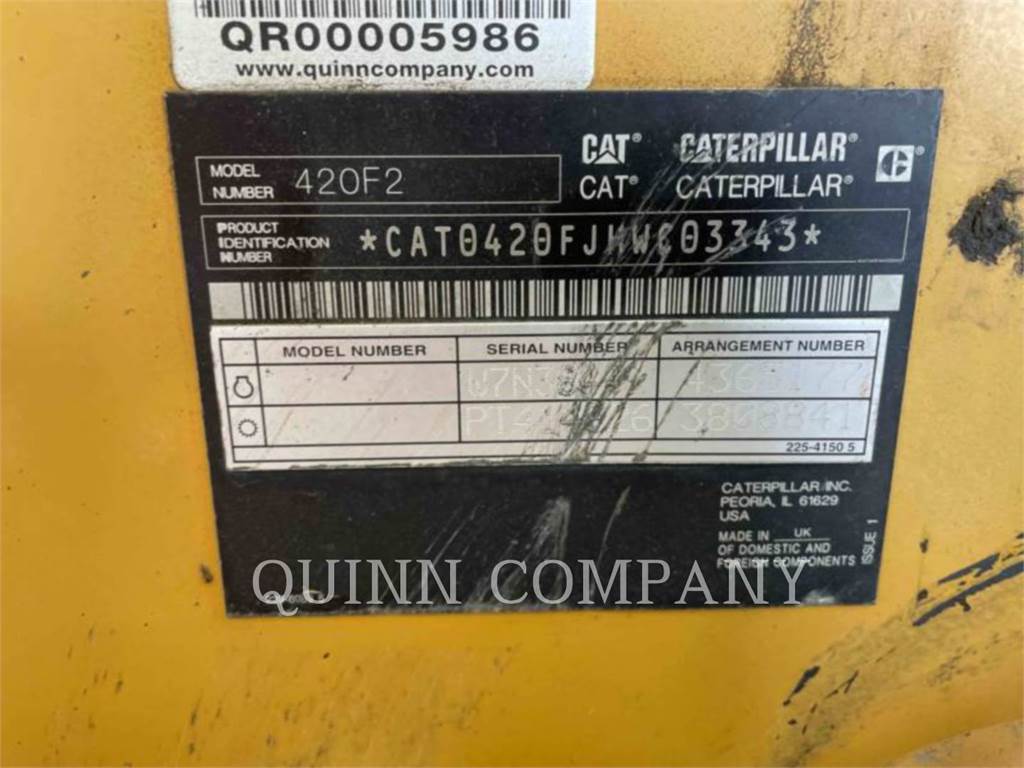 QR00005986
www.quinncompany.com
CAT® CATERPILLAR®
CAT® CATERPILLAR®
MODEL NUMBER 420F2
PRODUCT IDENTIFICATION NUMBER
MODEL NUMBER SERIAL NUMBER ARRANGEMENT NUMBER
3808841
225-4150 5
CATERPILLAR INC.
PEORIA, IL 61629
USA
MADE IN UK
OF DOMESTIC AND
FOREIGN COMPONENTS
ISSUE 1
QUINN COMPANY